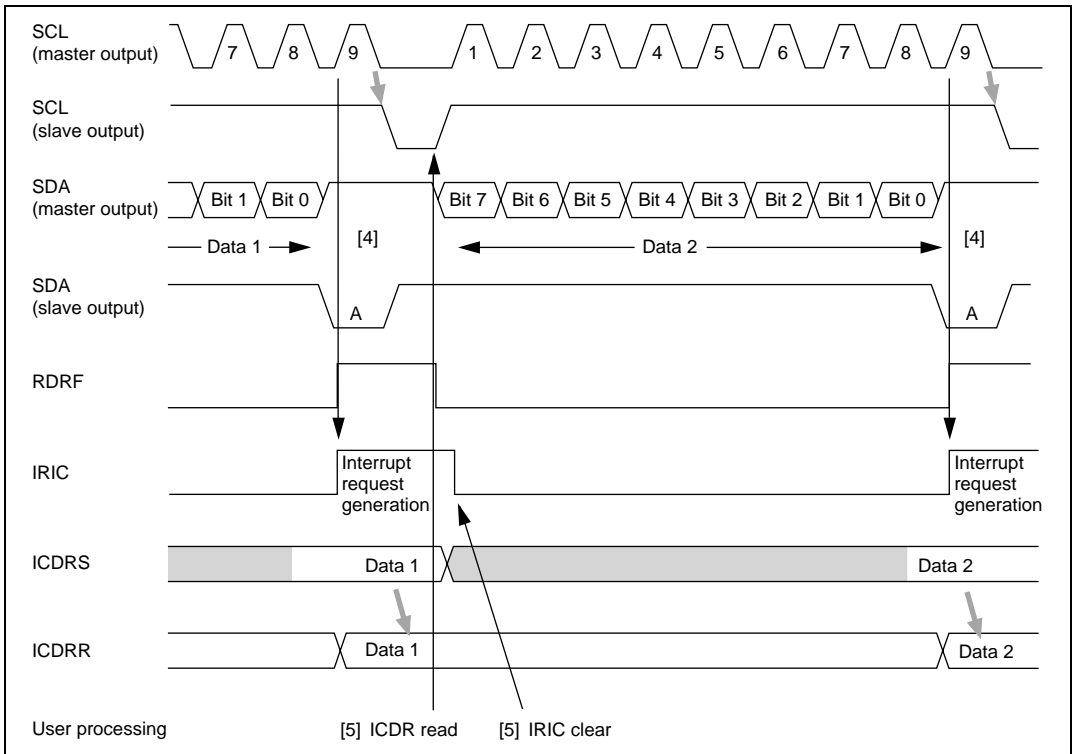 SCL
(master output)
7 8 9 1 2 3 4 5 6 7 8 9
SCL
(slave output)
SDA
(master output)
Bit 1 Bit 0 Bit 7 Bit 6 Bit 5 Bit 4 Bit 3 Bit 2 Bit 1 Bit 0
Data 1 [4] Data 2 [4]
SDA
(slave output)
A A
RDRF
IRIC
Interrupt
request
generation
Interrupt
request
generation
ICDRS
Data 1 Data 2
ICDRR
Data 1 Data 2
User processing [5] ICDR read [5] IRIC clear